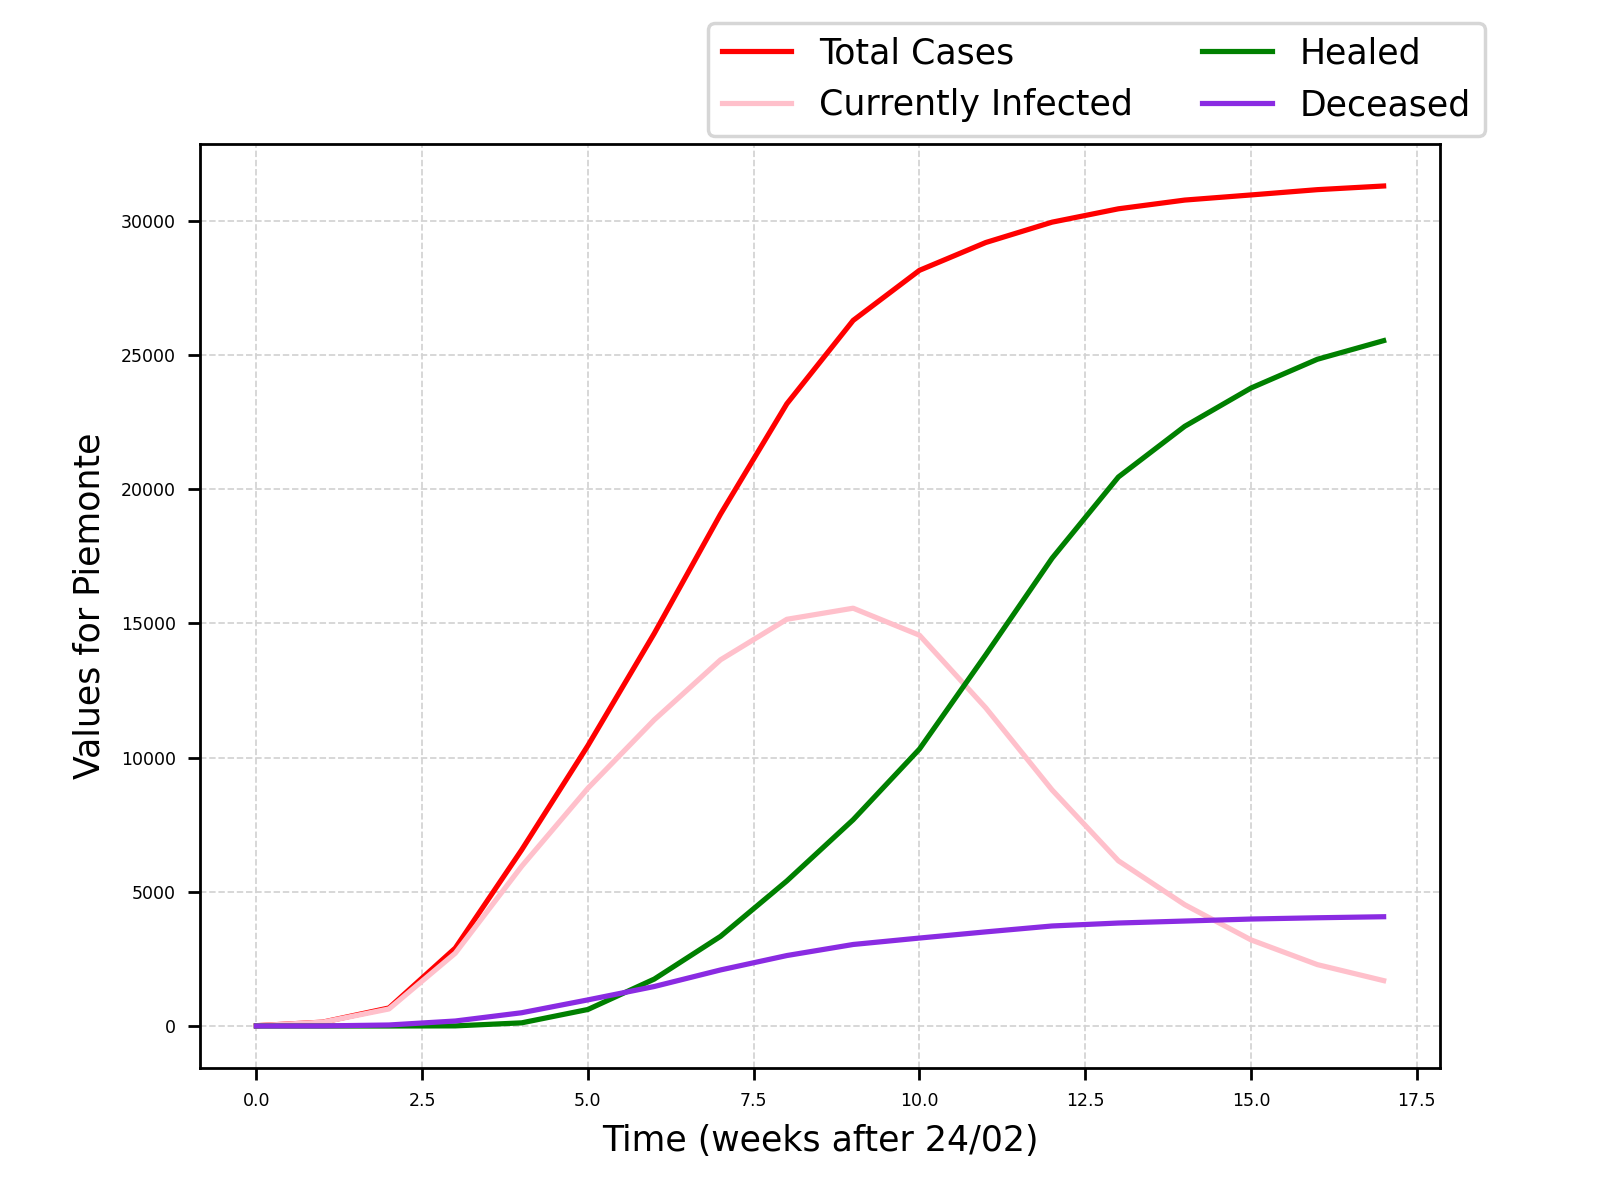 Total Cases
Currently Infected
Healed
Deceased
30000
25000
20000
15000
10000
5000
0
Values for Piemonte
0.0 2.5 5.0 7.5 10.0 12.5 15.0 17.5
Time (weeks after 24/02)